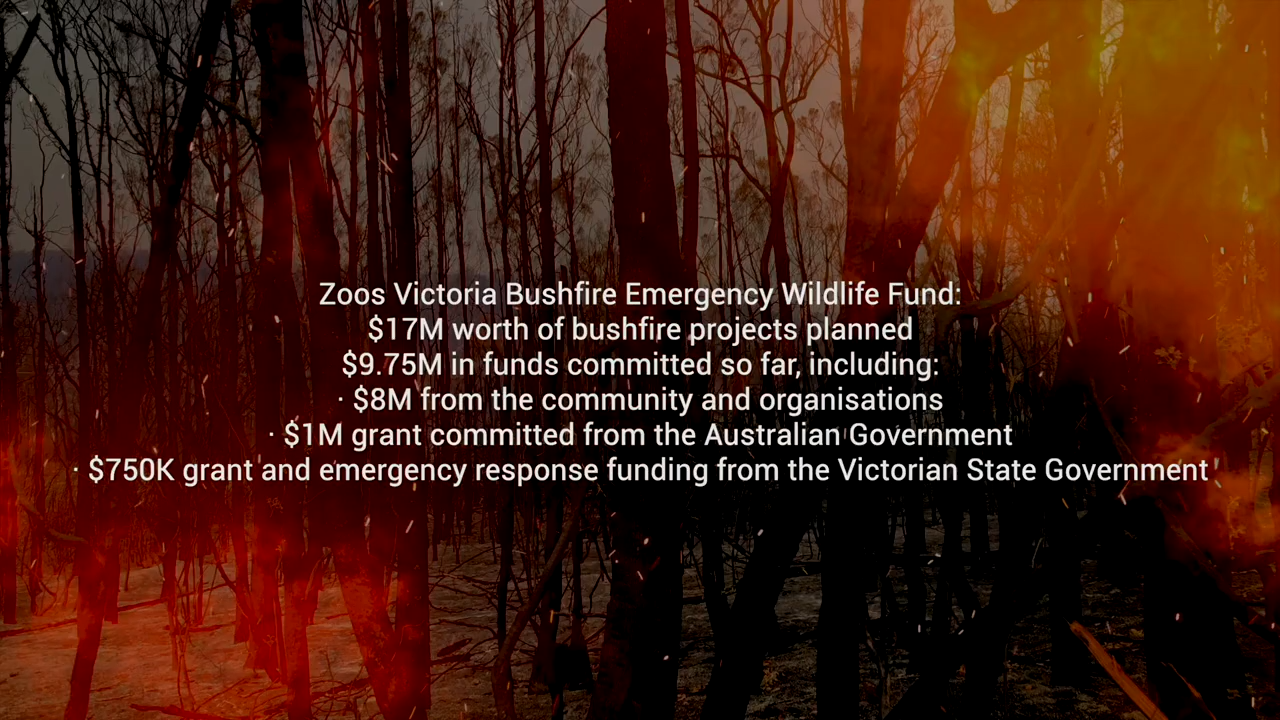 Zoos Victoria Bushfire Emergency Wildlife Fund:
$17M worth of bushfire projects planned
$9.75M in funds committed so far, including:
· $8M from the community and organisations
· $1M grant committed from the Australian Government
· $750K grant and emergency response funding from the Victorian State Government